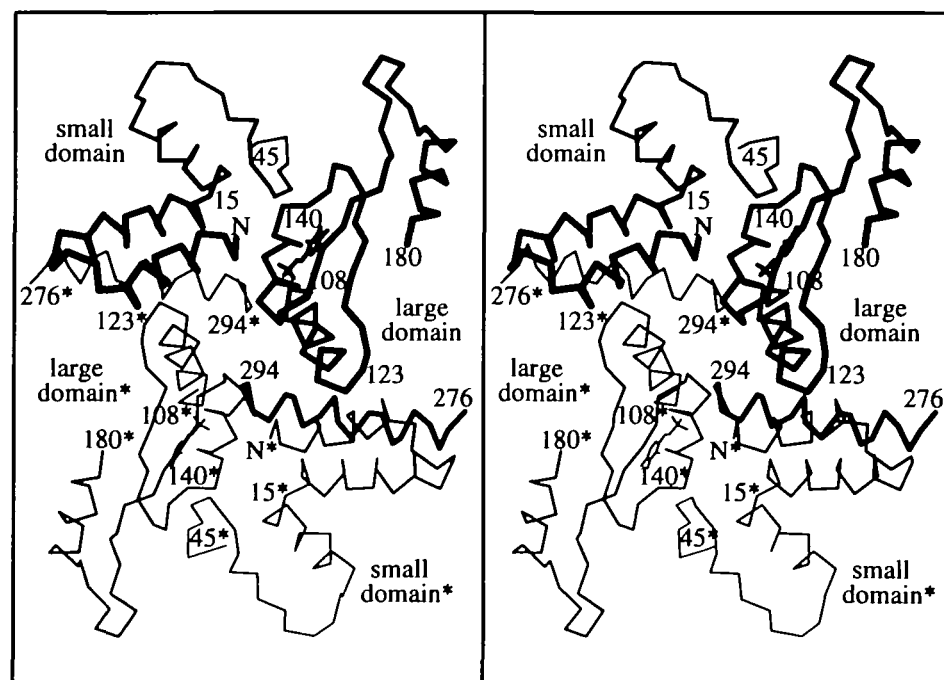 small
domain
45
15
140
N
180
108
276*
123*
294*
large
domain
large
domain*
294
123
276
108*
180*
N*
140*
15*
45*
small
domain*
small
domain
45
15
140
N
180
108
276*
123*
294*
large
domain
large
domain*
294
123
276
108*
180*
N*
140*
15*
45*
small
domain*